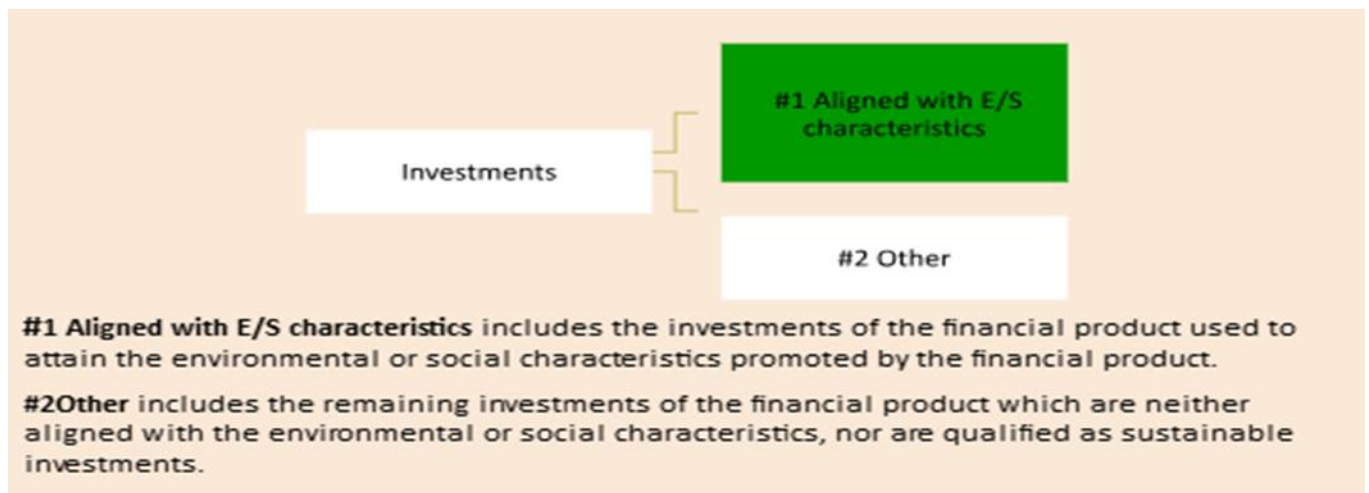 #1 Aligned with E/S
characteristics
Investments
#2 Other
#1 Aligned with E/S characteristics includes the investments of the financial product used to
attain the environmental or social characteristics promoted by the financial product.
#2Other includes the remaining investments of the financial product which are neither
aligned with the environmental or social characteristics, nor are qualified as sustainable
investments.